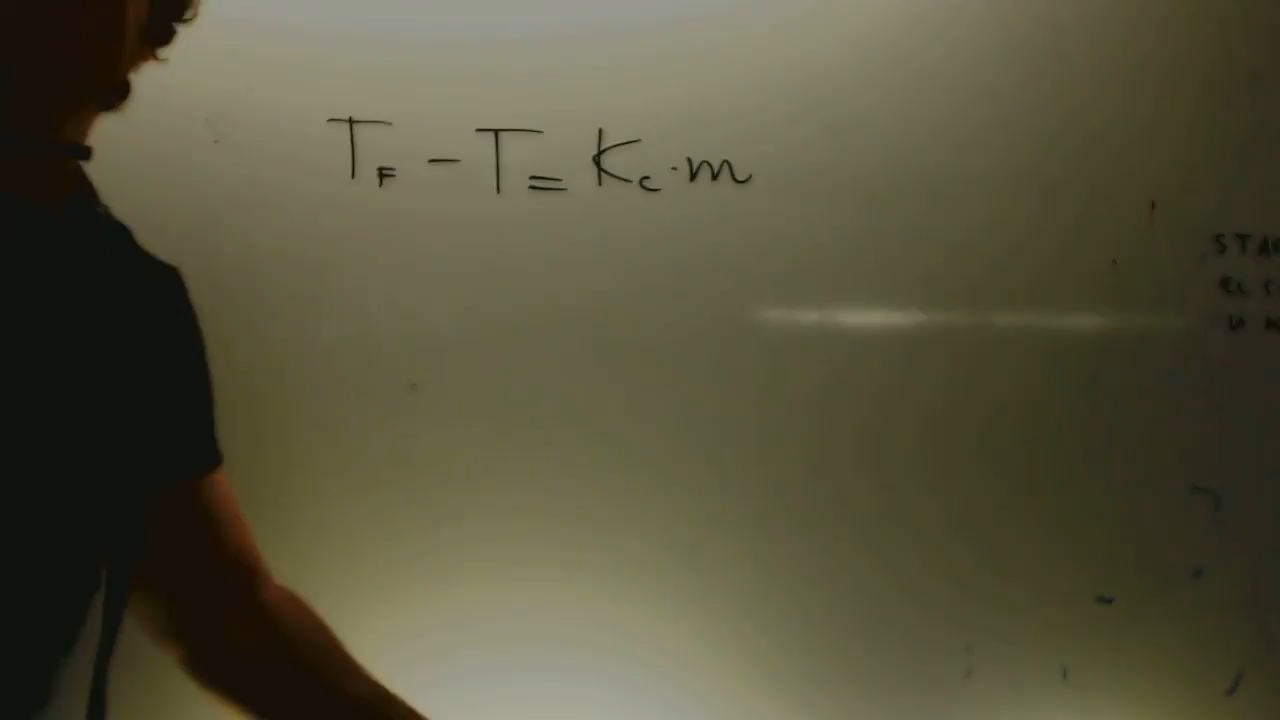 T_F - T = K_c · m